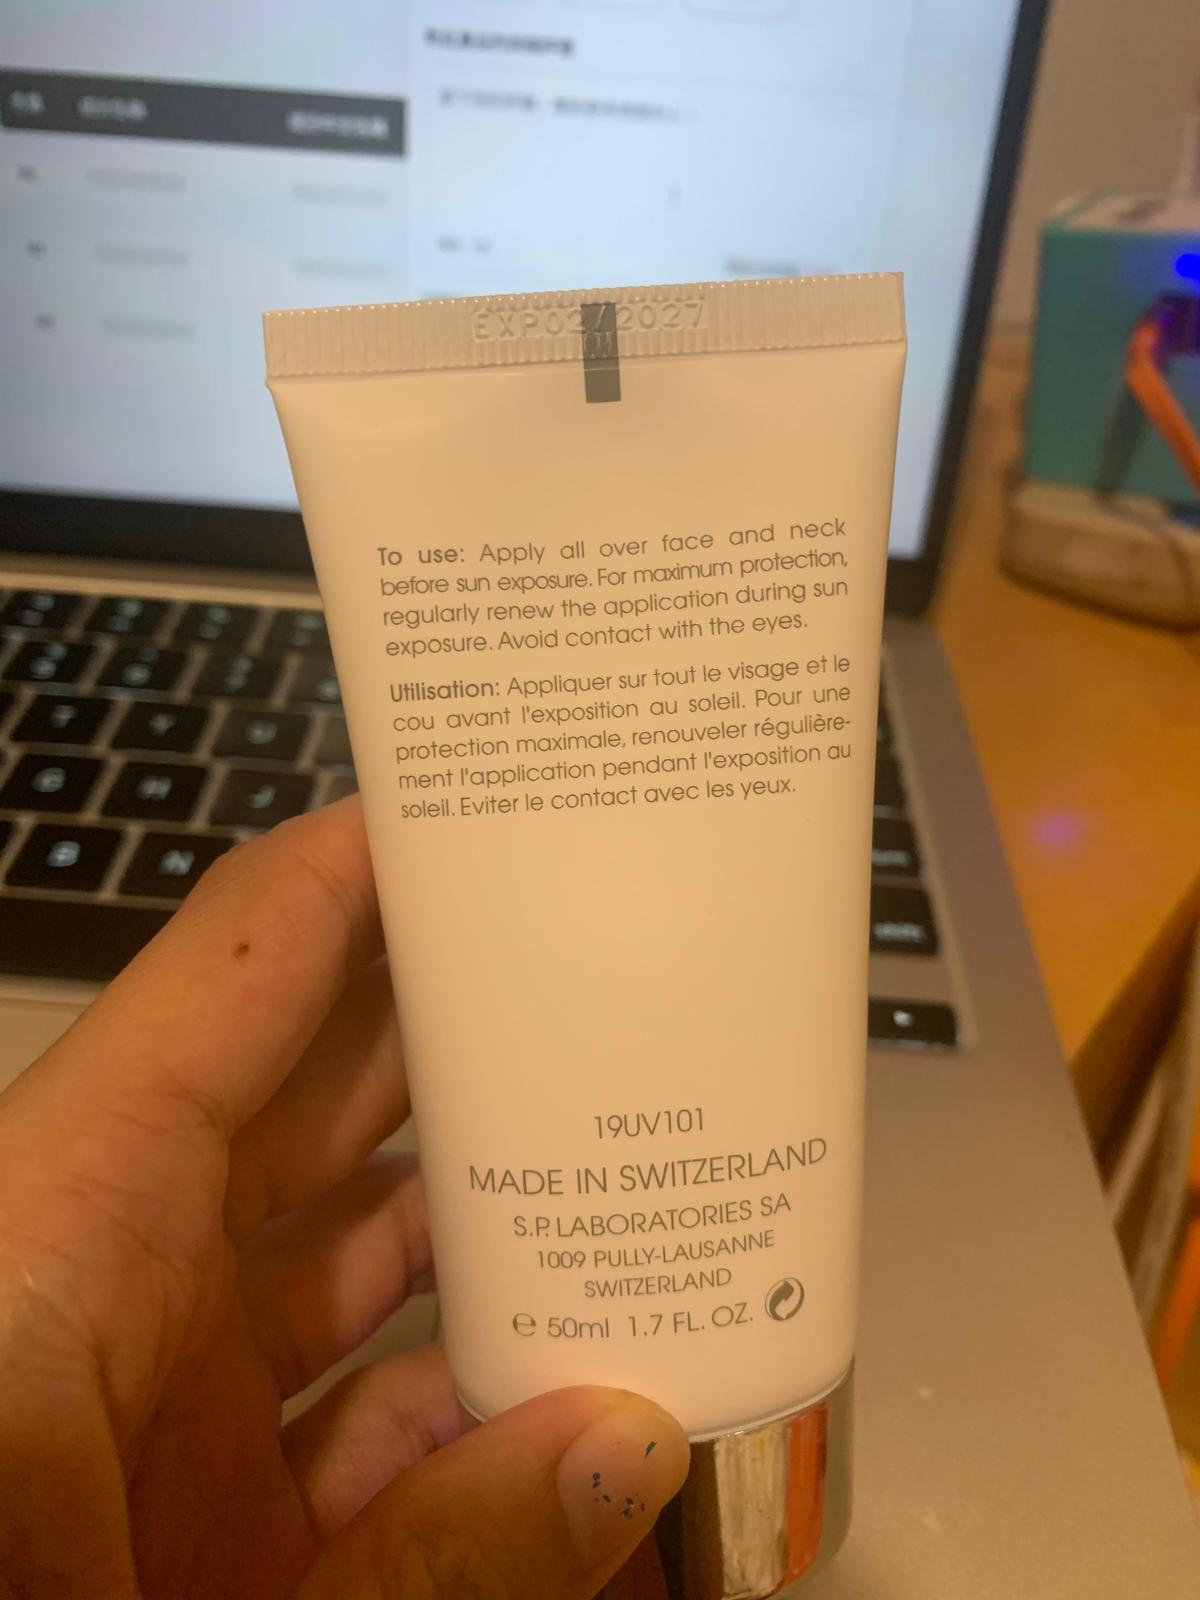 EXP02/2027
To use: Apply all over face and neck
before sun exposure. For maximum protection,
regularly renew the application during sun
exposure. Avoid contact with the eyes.
Utilisation: Appliquer sur tout le visage et le
cou avant l'exposition au soleil. Pour une
protection maximale, renouveler régulière-
ment l'application pendant l'exposition au
soleil. Eviter le contact avec les yeux.
19UV101
MADE IN SWITZERLAND
S.P. LABORATORIES SA
1009 PULLY-LAUSANNE
SWITZERLAND
e 50ml 1.7 FL. OZ.
Y U
G H J
B N
shift